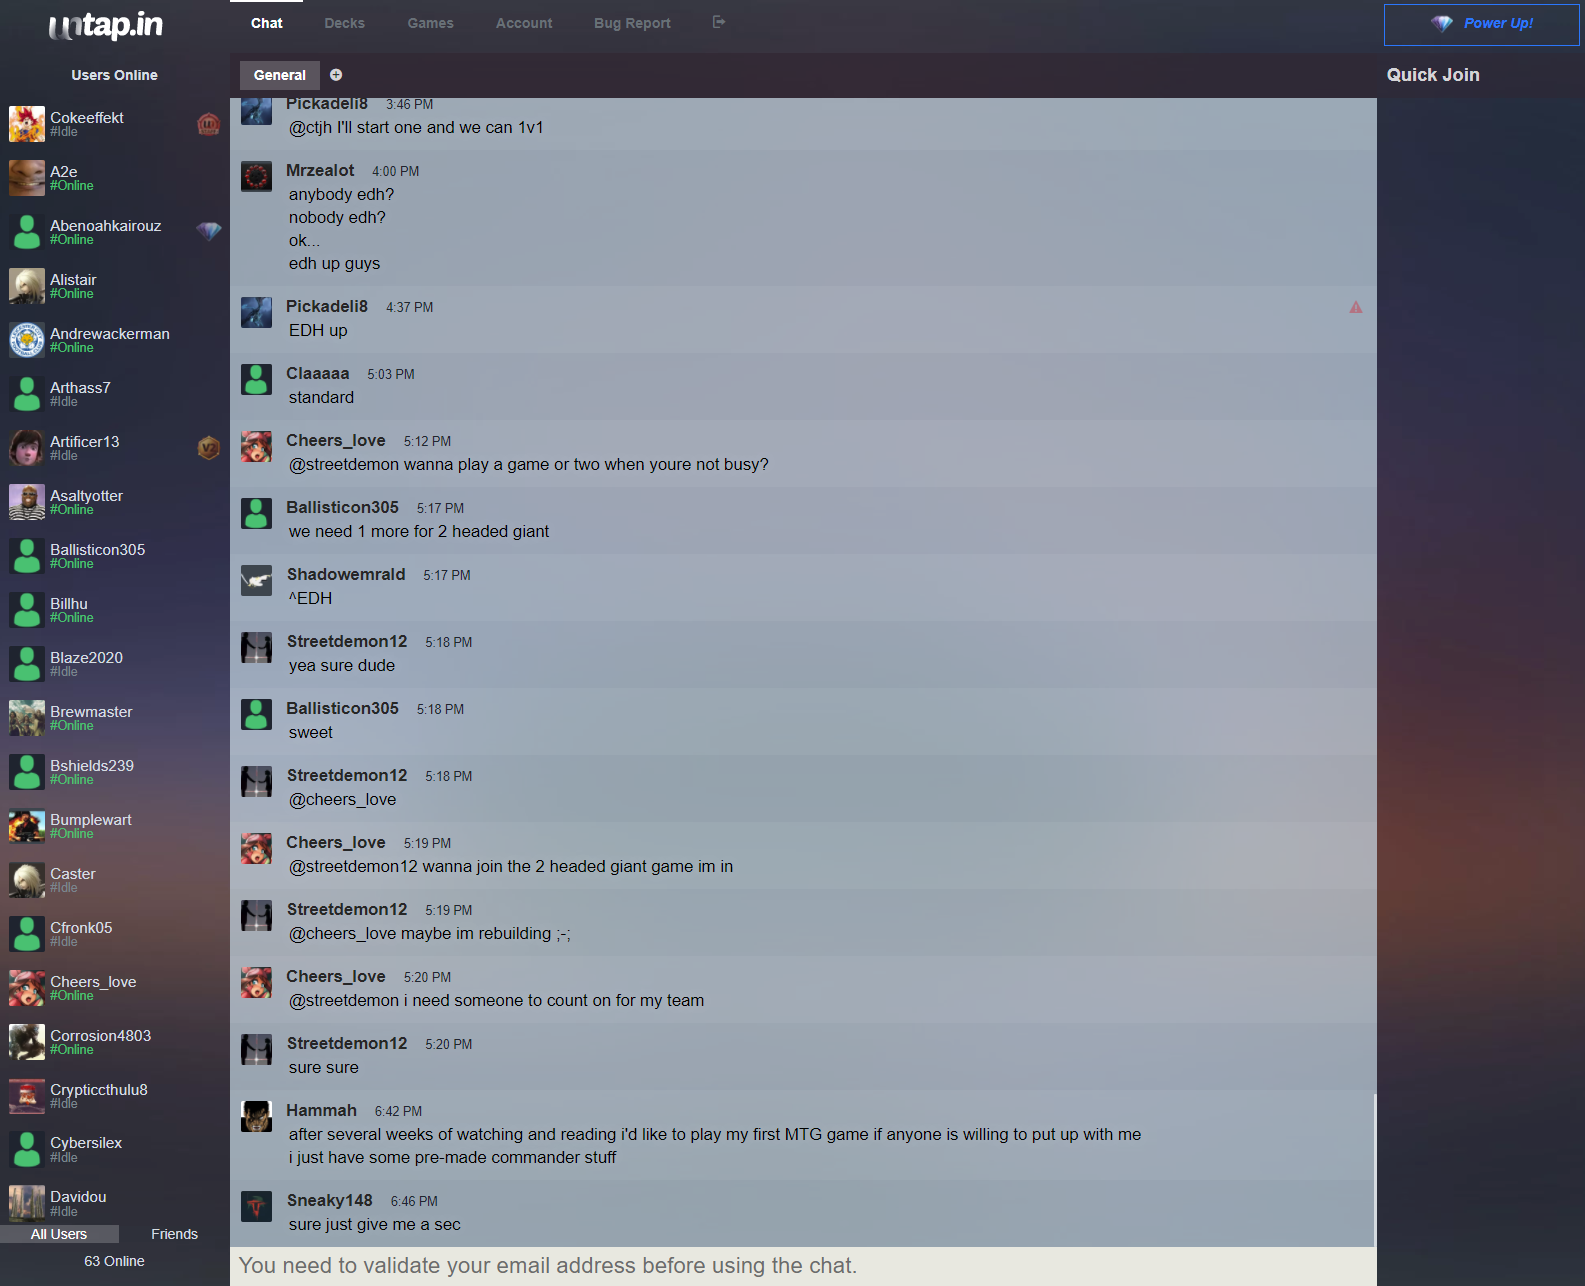 untap.in
Chat
Decks
Games
Account
Bug Report
Power Up!
Users Online
General
Quick Join
Cokeeffekt
#Idle
A2e
#Online
Abenoahkairouz
#Online
Alistair
#Online
Andrewackerman
#Online
Arthass7
#Idle
Artificer13
#Idle
V2
Asaltyotter
#Online
Ballisticon305
#Online
Billhu
#Online
Blaze2020
#Idle
Brewmaster
#Online
Bshields239
#Online
Bumplewart
#Online
Caster
#Idle
Cfronk05
#Idle
Cheers_love
#Online
Corrosion4803
#Online
Crypticcthulu8
#Idle
Cybersilex
#Idle
Davidou
#Idle
All Users
Friends
63 Online
Pickadeli8 3:46 PM
@ctjh I'll start one and we can 1v1
Mrzealot 4:00 PM
anybody edh?
nobody edh?
ok...
edh up guys
Pickadeli8 4:37 PM
EDH up
Claaaaa 5:03 PM
standard
Cheers_love 5:12 PM
@streetdemon wanna play a game or two when youre not busy?
Ballisticon305 5:17 PM
we need 1 more for 2 headed giant
Shadowemrald 5:17 PM
^EDH
Streetdemon12 5:18 PM
yea sure dude
Ballisticon305 5:18 PM
sweet
Streetdemon12 5:18 PM
@cheers_love
Cheers_love 5:19 PM
@streetdemon12 wanna join the 2 headed giant game im in
Streetdemon12 5:19 PM
@cheers_love maybe im rebuilding ;-;
Cheers_love 5:20 PM
@streetdemon i need someone to count on for my team
Streetdemon12 5:20 PM
sure sure
Hammah 6:42 PM
after several weeks of watching and reading i'd like to play my first MTG game if anyone is willing to put up with me
i just have some pre-made commander stuff
Sneaky148 6:46 PM
sure just give me a sec
You need to validate your email address before using the chat.